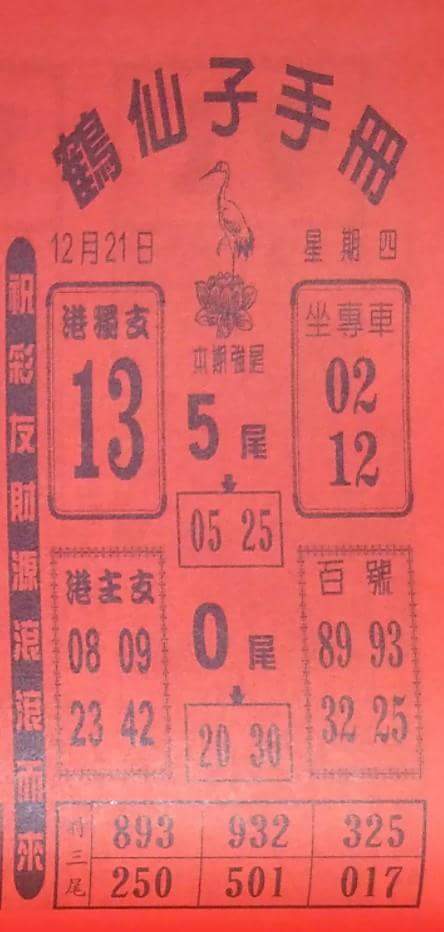 鶴仙子手冊
12月21日
星期四
祝彩友財源滾滾而來
港獨支
13
本期強尾
5尾
05 25
坐專車
02
12
港主支
08 09
23 42
0尾
20 30
百號
89 93
32 25
特三尾
893 932 325
250 501 017